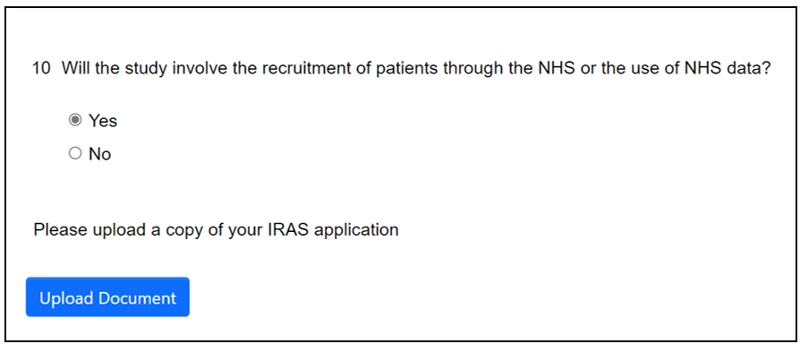 10 Will the study involve the recruitment of patients through the NHS or the use of NHS data?
Yes
No
Please upload a copy of your IRAS application
Upload Document